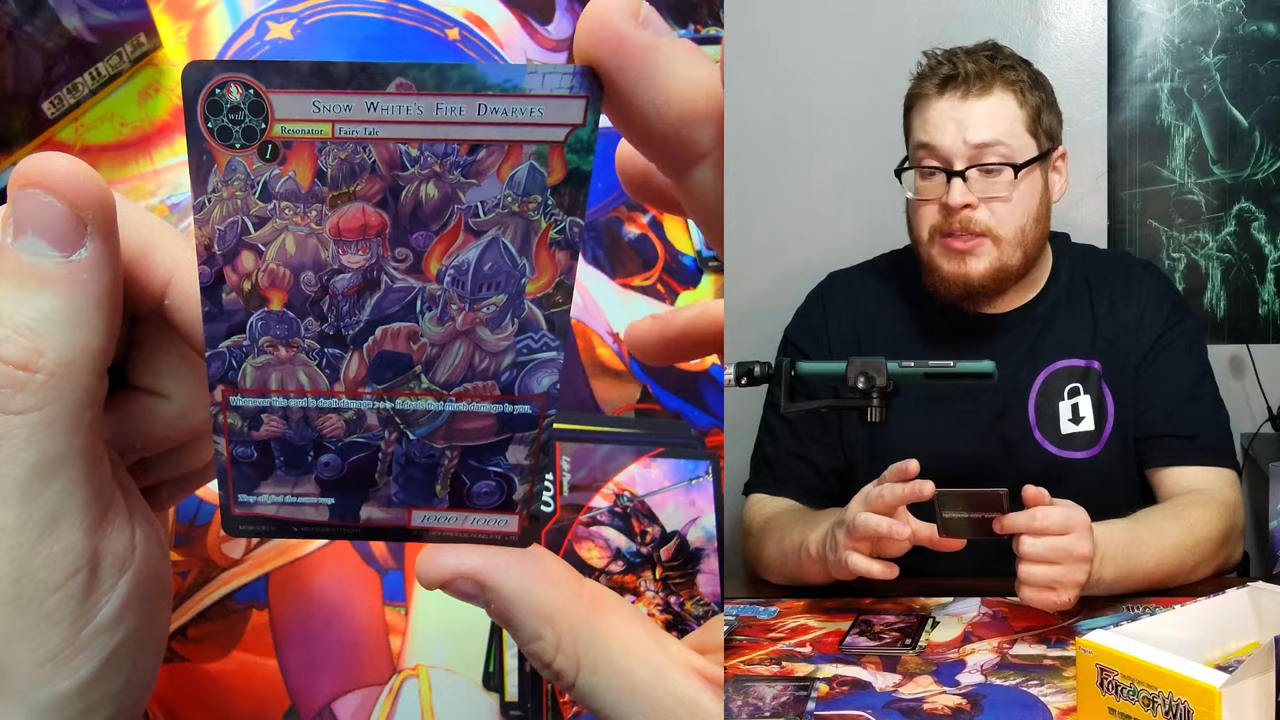 will
SNOW WHITE'S FIRE DWARVES
Resonator Fairy Tale
1
Whenever this card is dealt damage >>> it deals that much damage to you.
They all feel the same way.
1000/1000
Force of Will